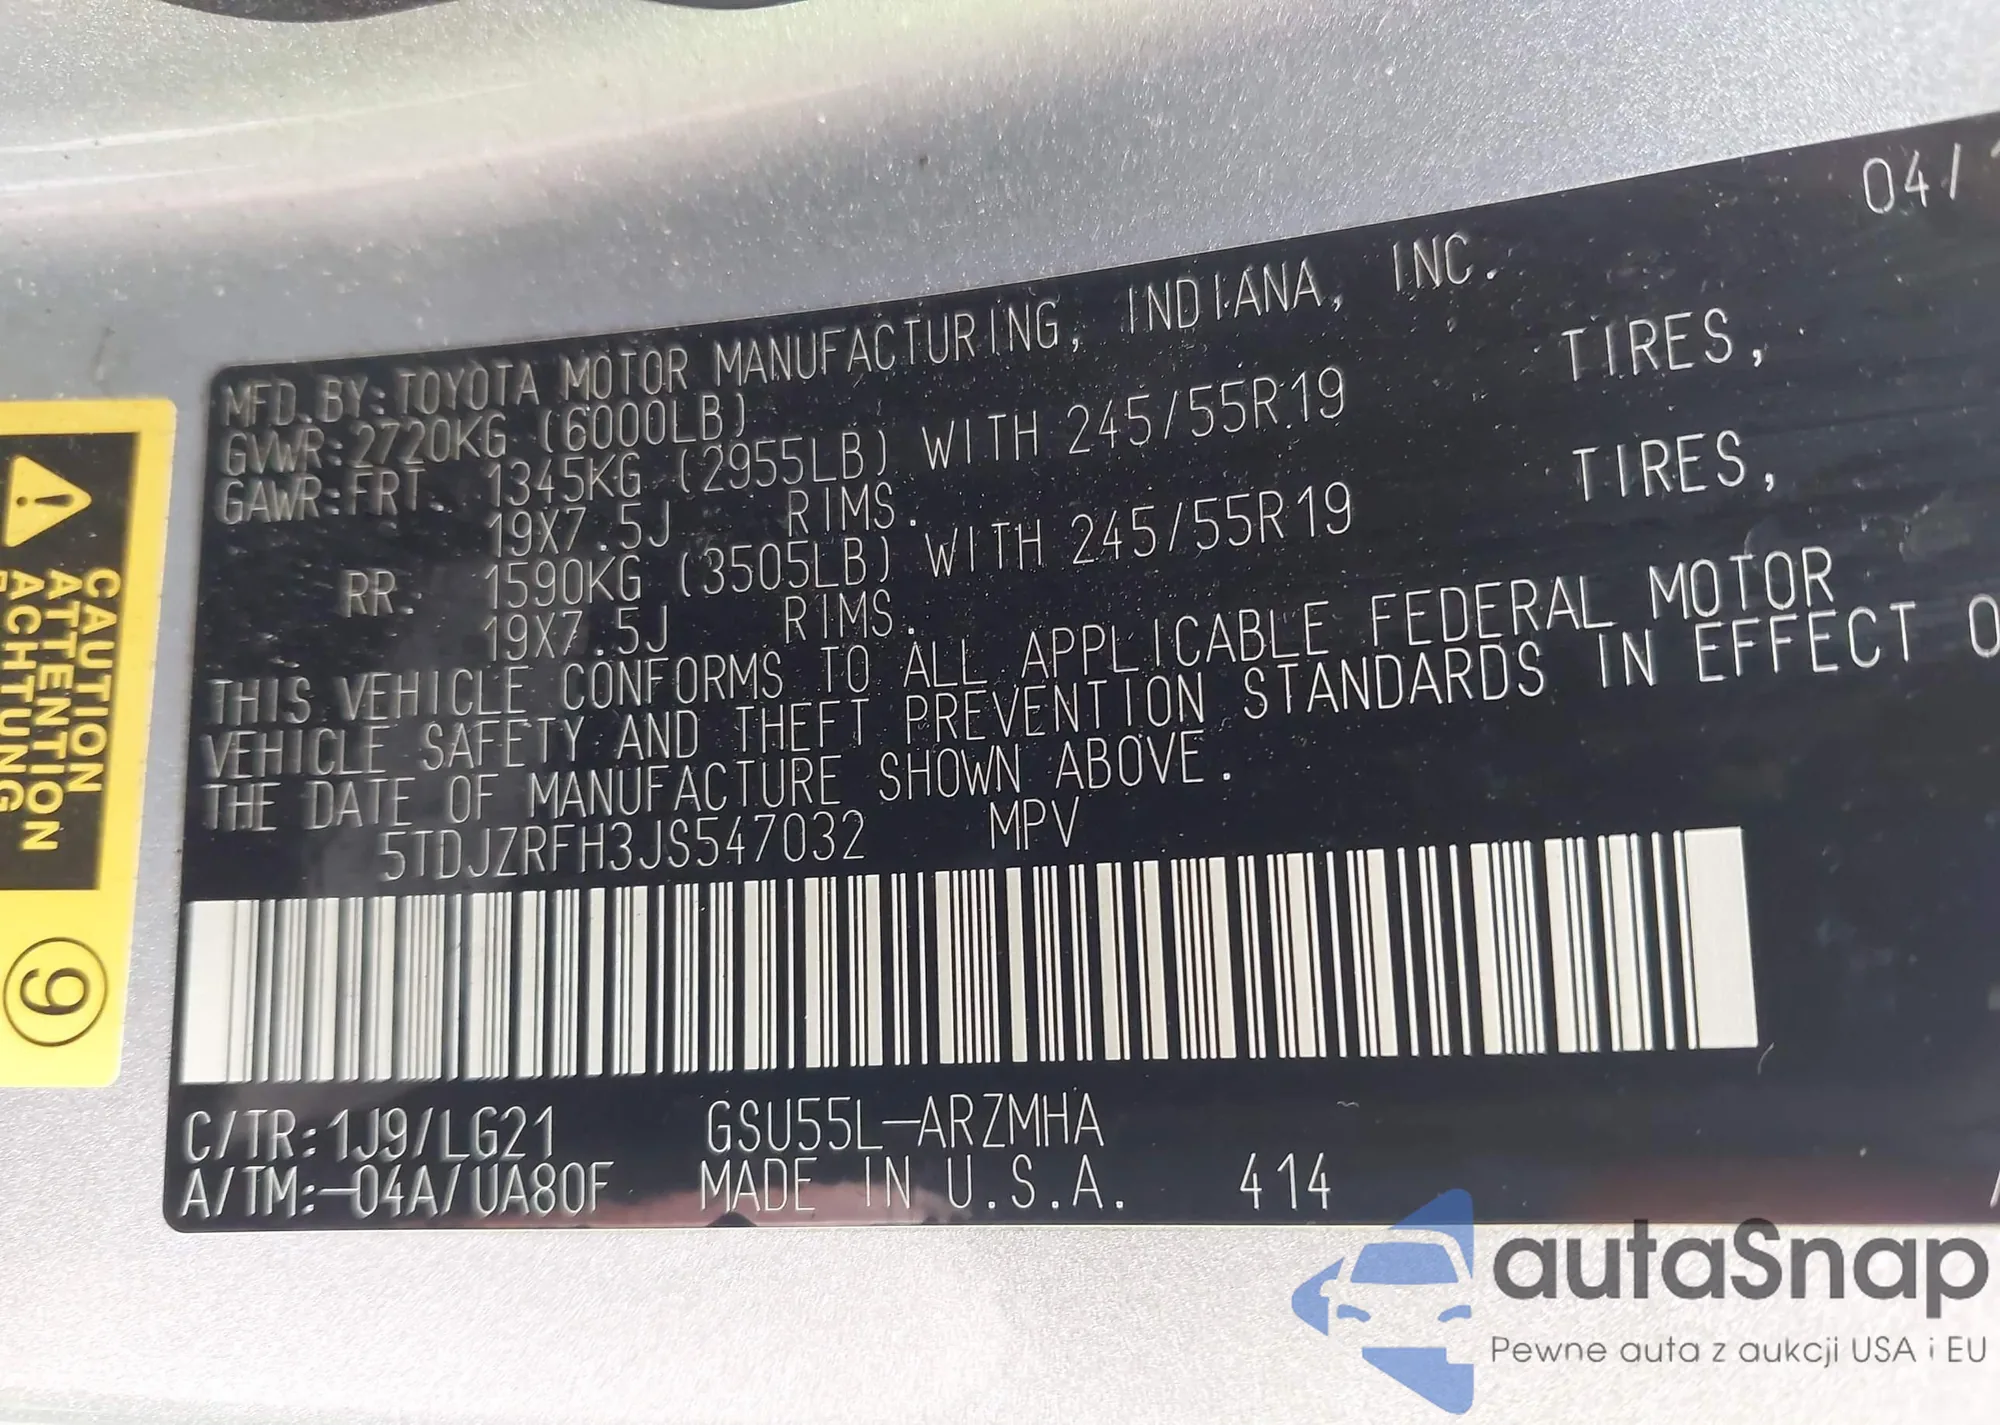 04/1
MFD. BY: TOYOTA MOTOR MANUFACTURING, INDIANA, INC.
GVWR: 2720KG (6000LB)
GAWR: FRT. 1345KG (2955LB) WITH 245/55R19 TIRES,
19X7.5J RIMS.
RR. 1590KG (3505LB) WITH 245/55R19 TIRES,
19X7.5J RIMS.
THIS VEHICLE CONFORMS TO ALL APPLICABLE FEDERAL MOTOR
VEHICLE SAFETY AND THEFT PREVENTION STANDARDS IN EFFECT O
THE DATE OF MANUFACTURE SHOWN ABOVE.
5TDJZRFH3JS547032 MPV
C/TR: 1J9/LG21 GSU55L-ARZMHA
A/TM: -04A/UA80F MADE IN U.S.A. 414
CAUTION
ATTENTION
ACHTUNG
9
autaSnap
Pewne auta z aukcji USA i EU